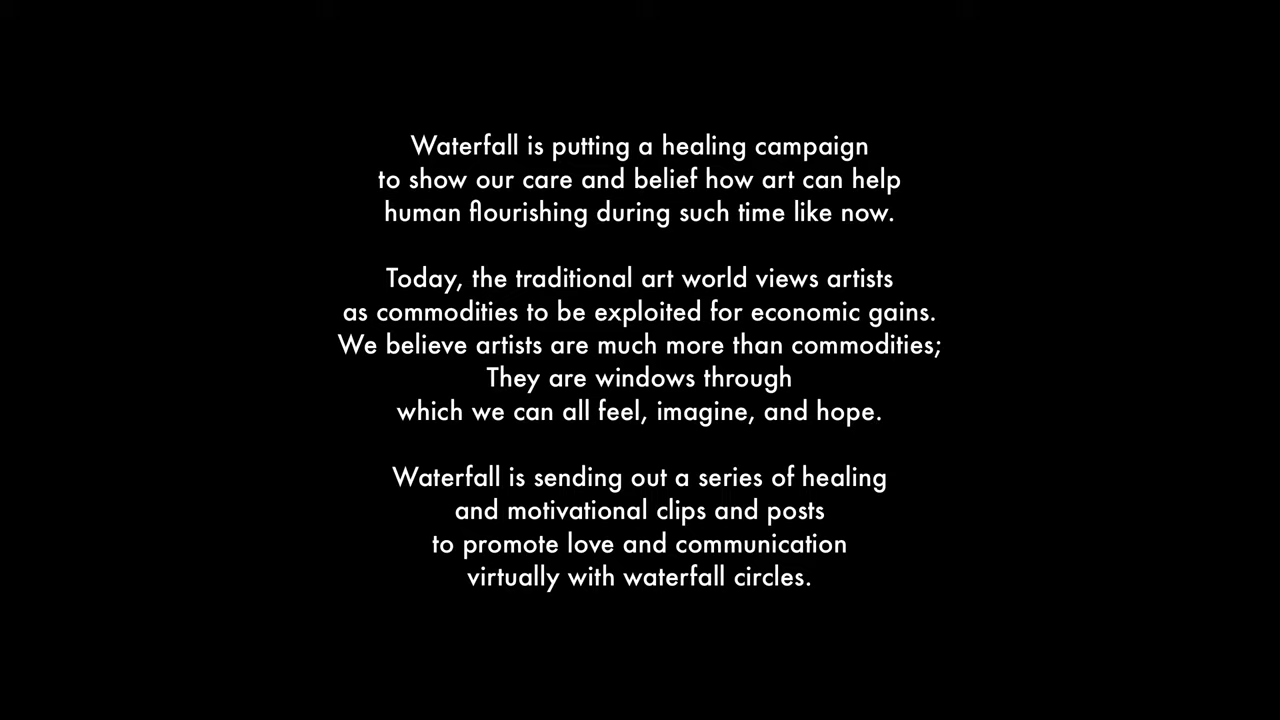 Waterfall is putting a healing campaign
to show our care and belief how art can help
human flourishing during such time like now.
Today, the traditional art world views artists
as commodities to be exploited for economic gains.
We believe artists are much more than commodities;
They are windows through
which we can all feel, imagine, and hope.
Waterfall is sending out a series of healing
and motivational clips and posts
to promote love and communication
virtually with waterfall circles.